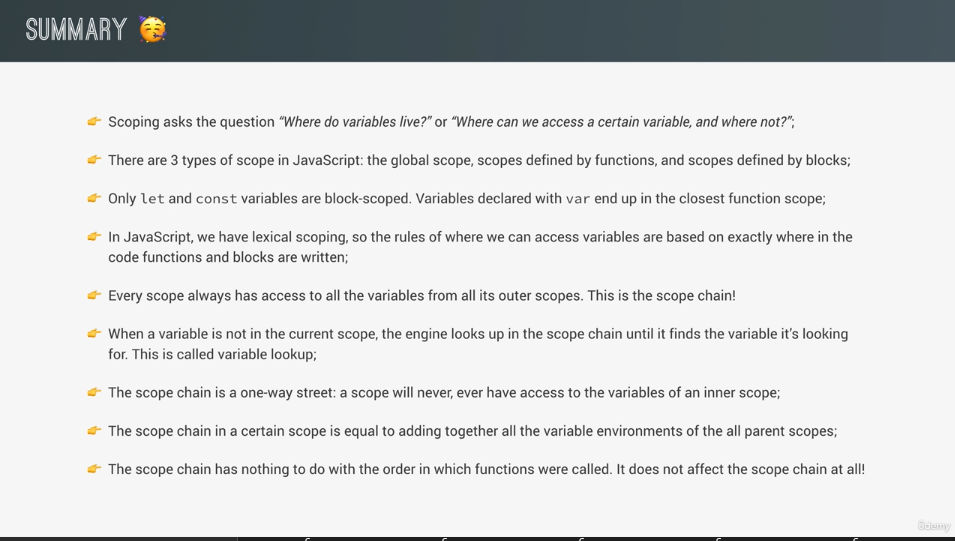 SUMMARY 🥳
👉 Scoping asks the question “Where do variables live?” or “Where can we access a certain variable, and where not?”;
👉 There are 3 types of scope in JavaScript: the global scope, scopes defined by functions, and scopes defined by blocks;
👉 Only let and const variables are block-scoped. Variables declared with var end up in the closest function scope;
👉 In JavaScript, we have lexical scoping, so the rules of where we can access variables are based on exactly where in the
code functions and blocks are written;
👉 Every scope always has access to all the variables from all its outer scopes. This is the scope chain!
👉 When a variable is not in the current scope, the engine looks up in the scope chain until it finds the variable it’s looking
for. This is called variable lookup;
👉 The scope chain is a one-way street: a scope will never, ever have access to the variables of an inner scope;
👉 The scope chain in a certain scope is equal to adding together all the variable environments of the all parent scopes;
👉 The scope chain has nothing to do with the order in which functions were called. It does not affect the scope chain at all!
ûdemy